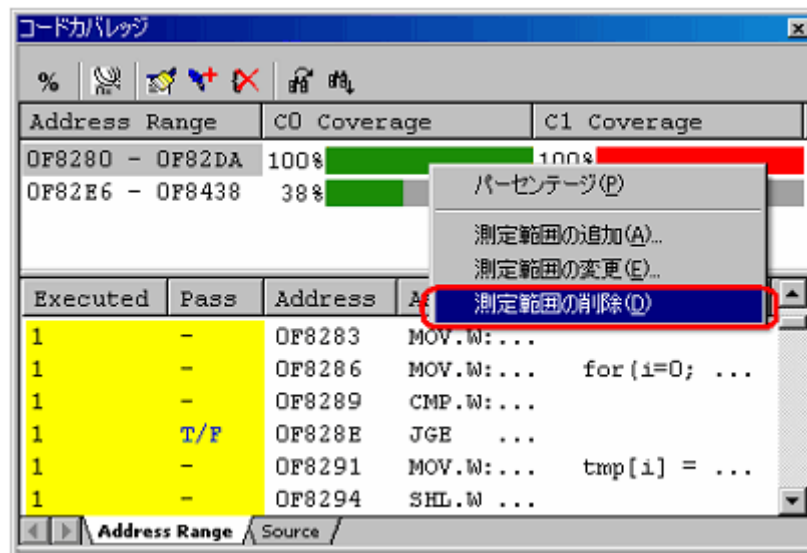 コードカバレッジ
%
Address Range C0 Coverage C1 Coverage
0F8280 - 0F82DA 100% 100%
0F82E6 - 0F8438 38%
パーセンテージ(P)
測定範囲の追加(A)...
測定範囲の変更(E)...
測定範囲の削除(D)
Executed Pass Address
1 - 0F8283 MOV.W:...
1 - 0F8286 MOV.W:... for(i=0; ...
1 - 0F8289 CMP.W:...
1 T/F 0F828E JGE ...
1 - 0F8291 MOV.W:... tmp[i] = ...
1 - 0F8294 SHL.W ...
Address Range Source